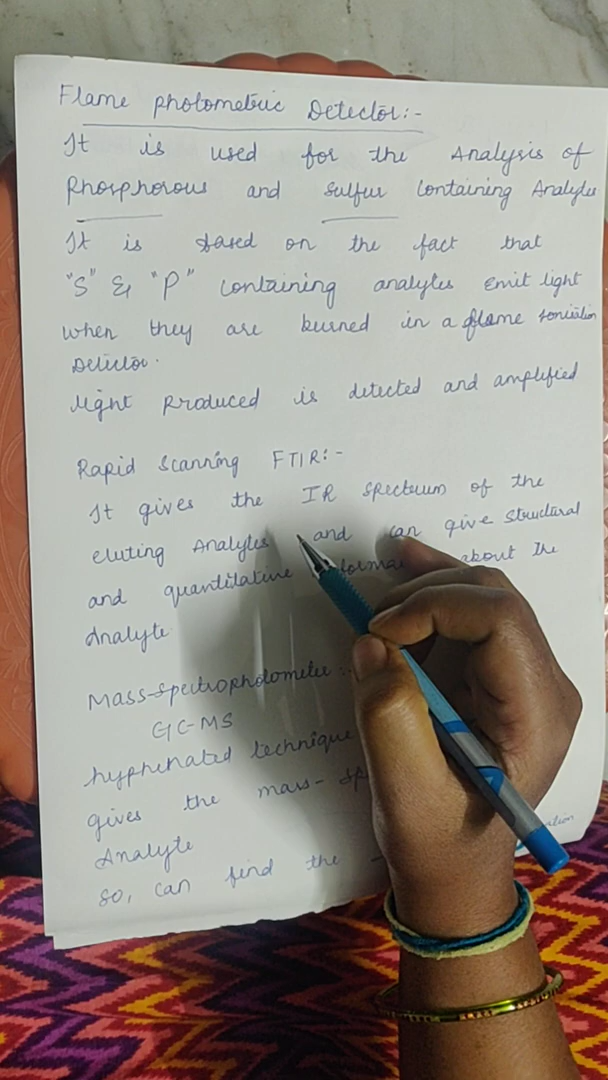 Flame photometric Detector:-
It is used for the Analysis of
Phosphorous and Sulfur Containing Analytes
It is based on the fact that
"S" & "P" containing analytes emit light
when they are burned in a flame Ionisation
Detector.
light produced is detected and amplified
Rapid Scanning FTIR:-
It gives the IR spectrum of the
eluting Analytes and can give structural
and quantitative about the
Analyte
Mass-spectrophotometer :-
GC-MS
hyphenated technique
gives the mass-
Analyte
so, can find the